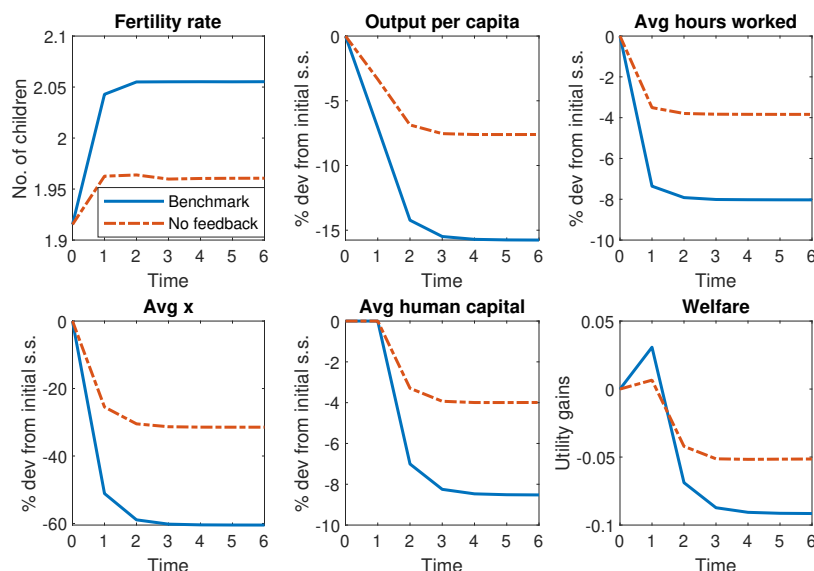 Fertility rate
2.1
2.05
2
1.95
1.9
No. of children
Benchmark
No feedback
0 1 2 3 4 5 6
Time
Output per capita
0
-5
-10
-15
% dev from initial s.s.
0 1 2 3 4 5 6
Time
Avg hours worked
0
-2
-4
-6
-8
-10
% dev from initial s.s.
0 1 2 3 4 5 6
Time
Avg x
0
-20
-40
-60
% dev from initial s.s.
0 1 2 3 4 5 6
Time
Avg human capital
0
-2
-4
-6
-8
-10
% dev from initial s.s.
0 1 2 3 4 5 6
Time
Welfare
0.05
0
-0.05
-0.1
Utility gains
0 1 2 3 4 5 6
Time